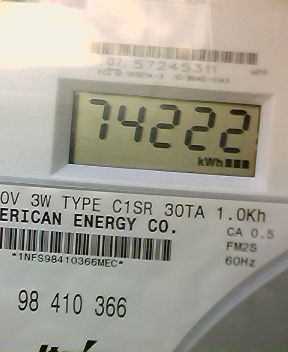 07. 57245311
74222
kWh
0V 3W TYPE C1SR 30TA 1.0Kh
ERICAN ENERGY CO.
CA 0.5
FM2S
60Hz
*1NFS98410366MEC*
98 410 366